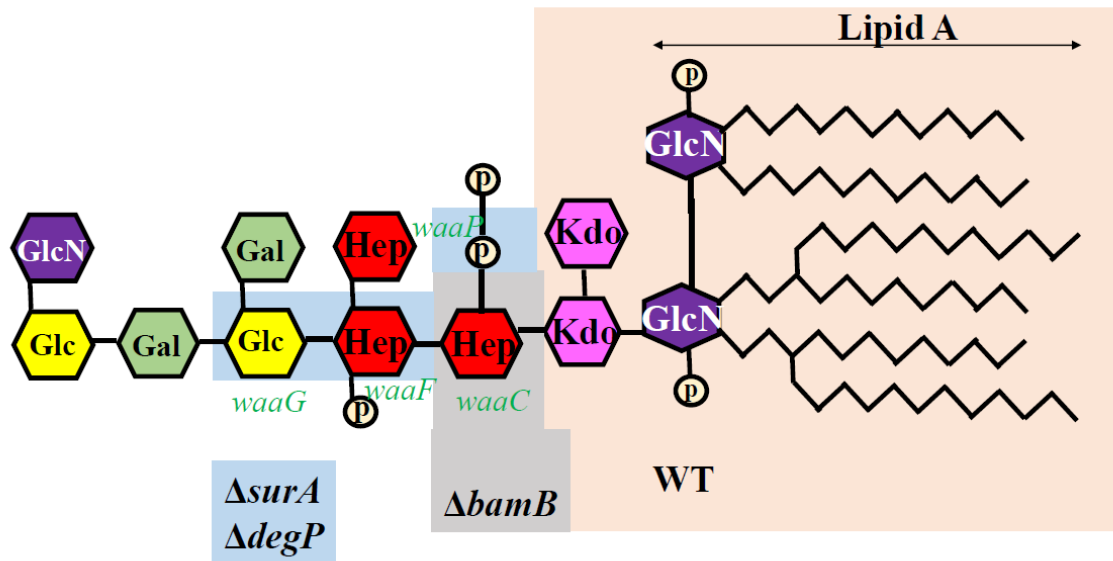 Lipid A
p
GlcN
p
waaP
p
GlcN
Gal
Hep
Kdo
Glc
Gal
Glc
Hep
Hep
Kdo
GlcN
waaG
waaF
waaC
p
p
WT
ΔsurA
ΔdegP
ΔbamB